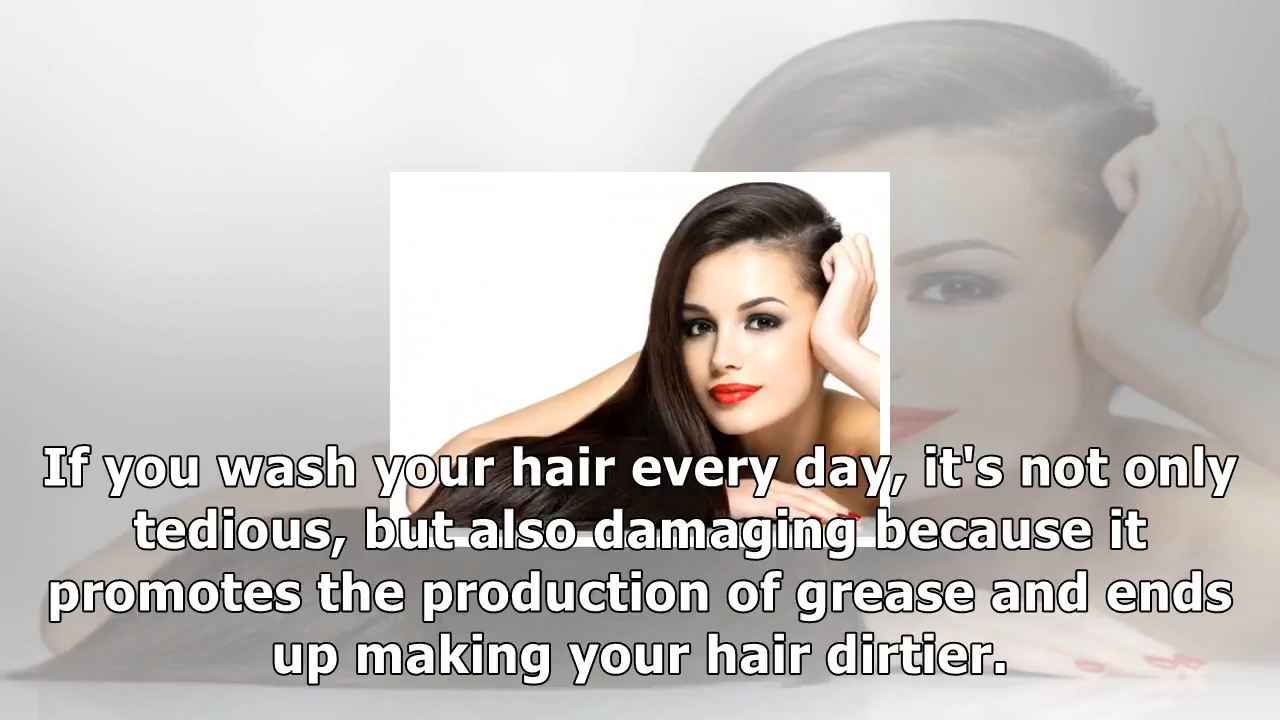 If you wash your hair every day, it's not only
tedious, but also damaging because it
promotes the production of grease and ends
up making your hair dirtier.